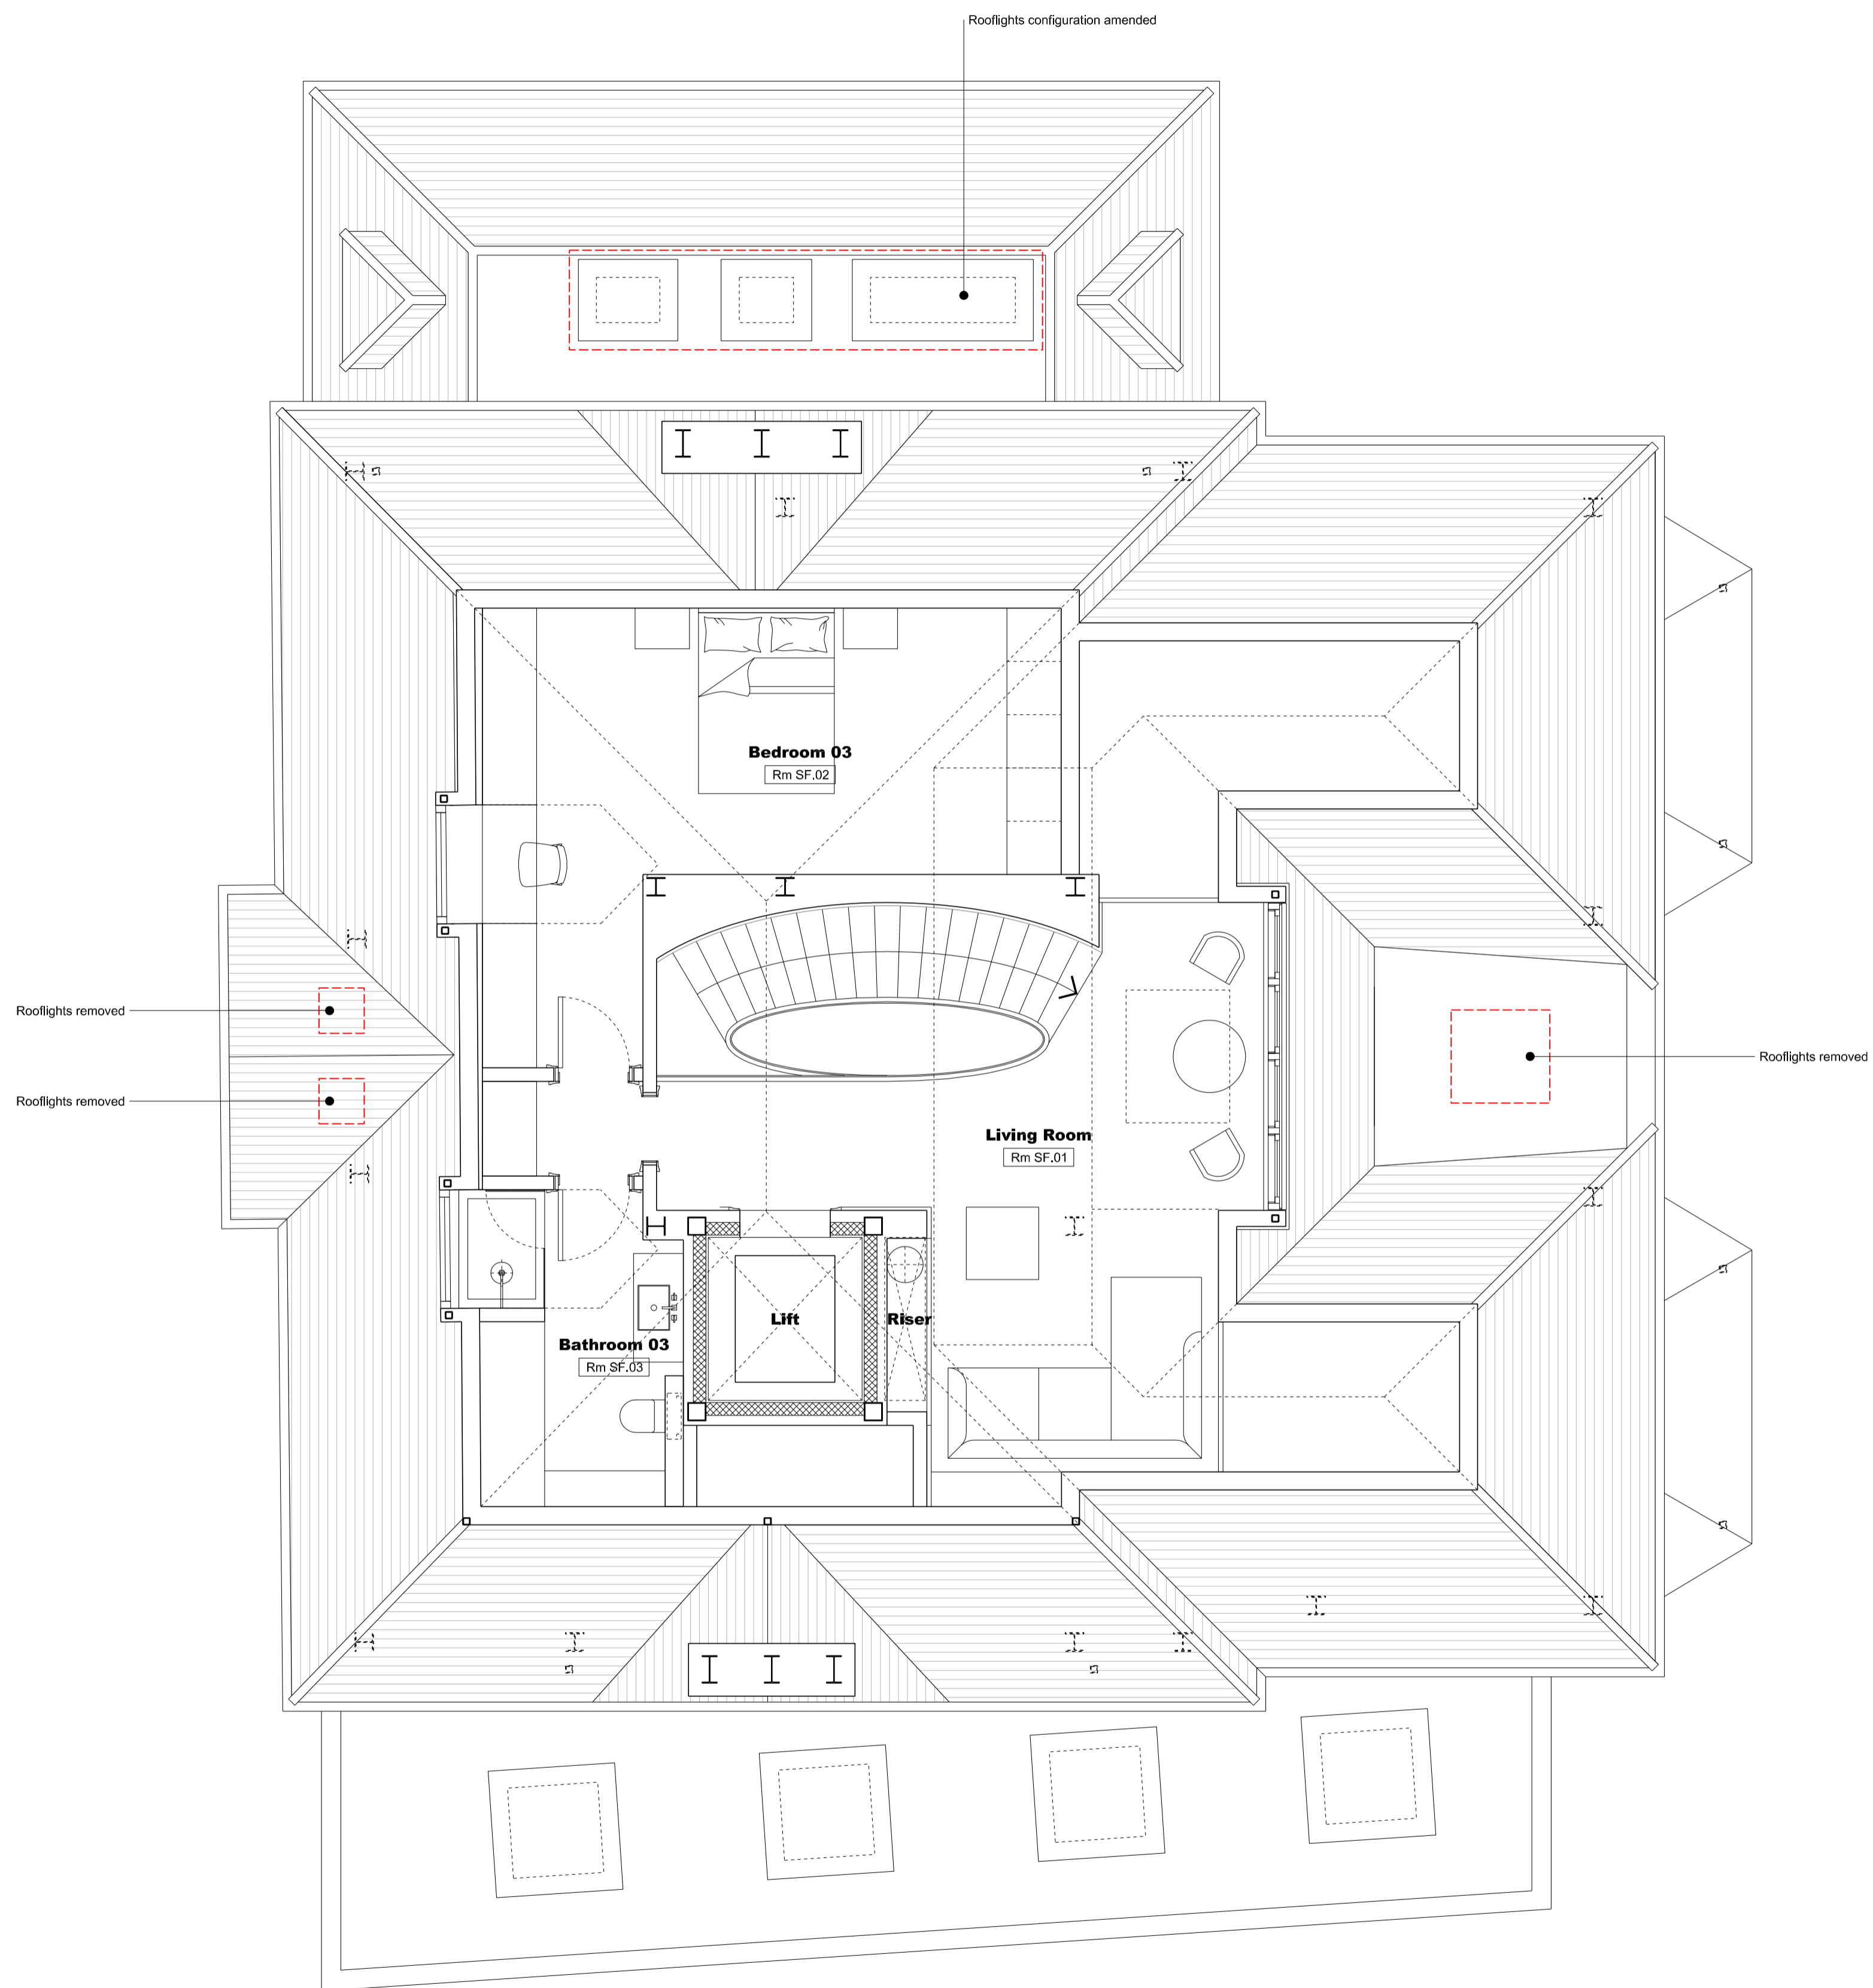 Rooflights configuration amended
Bedroom 03
Rm SF.02
Rooflights removed
Rooflights removed
Rooflights removed
Living Room
Rm SF.01
Lift
Riser
Bathroom 03
Rm SF.03